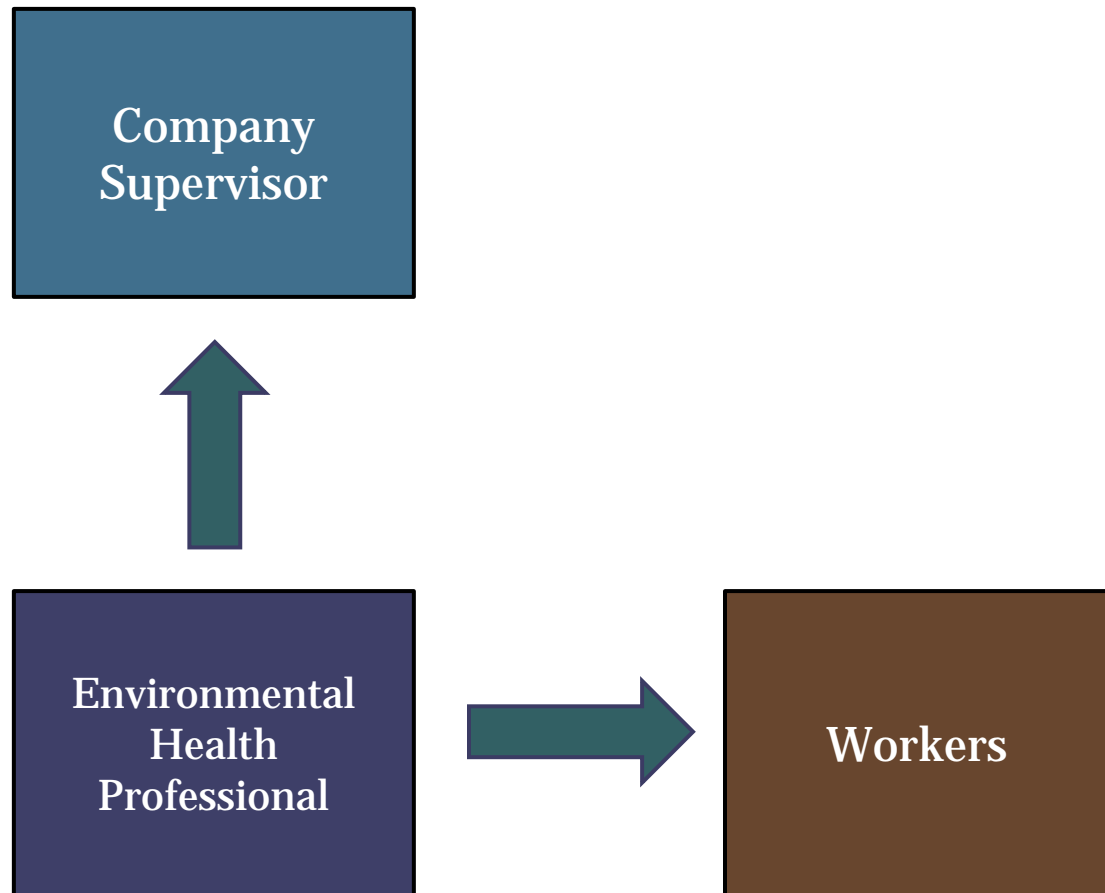 Company
Supervisor
Environmental
Health
Professional
Workers